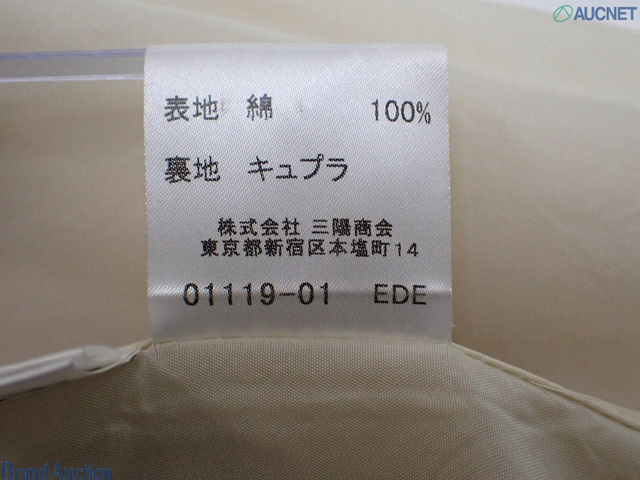 AUCNET
表地 綿 100%
裏地 キュプラ
株式会社 三陽商会
東京都新宿区本塩町14
01119-01 EDE
Brand Auction